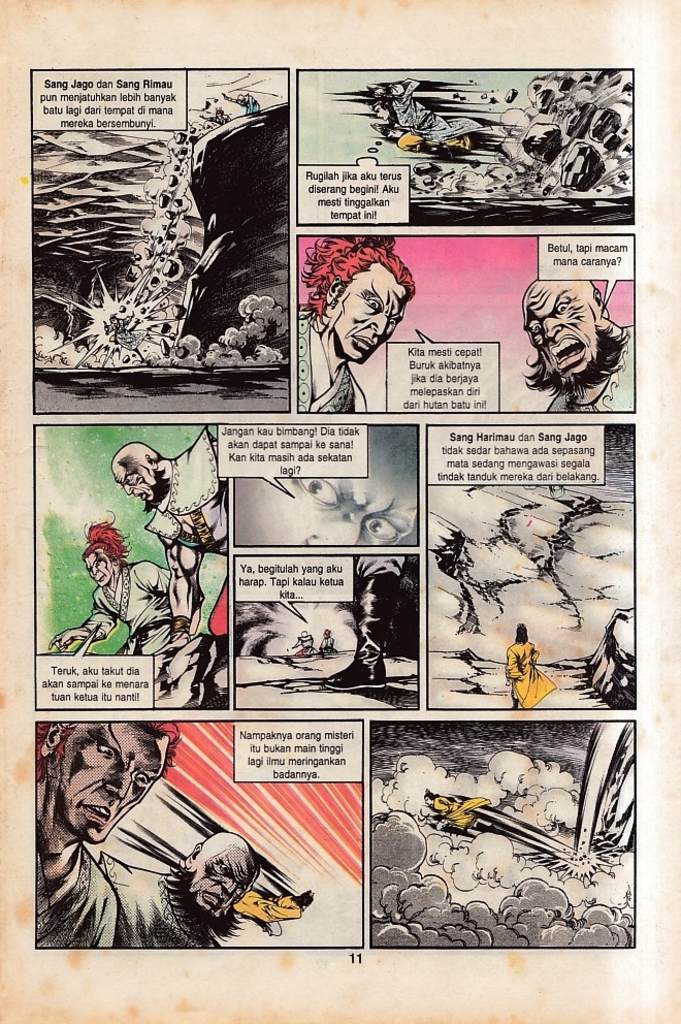 Sang Jago dan Sang Rimau
pun menjatuhkan lebih banyak
batu lagi dari tempat di mana
mereka bersembunyi.
Rugilah jika aku terus
diserang begini! Aku
mesti tinggalkan
tempat ini!
Betul, tapi macam
mana caranya?
Kita mesti cepat!
Buruk akibatnya
jika dia berjaya
melepaskan diri
dari hutan batu ini!
Teruk, aku takut dia
akan sampai ke menara
tuan ketua itu nanti!
Jangan kau bimbang! Dia tidak
akan dapat sampai ke sana!
Kan kita masih ada sekatan
lagi?
Ya, begitulah yang aku
harap. Tapi kalau ketua
kita...
Sang Harimau dan Sang Jago
tidak sedar bahawa ada sepasang
mata sedang mengawasi segala
tindak tanduk mereka dari belakang.
Nampaknya orang misteri
itu bukan main tinggi
lagi ilmu meringankan
badannya.
11